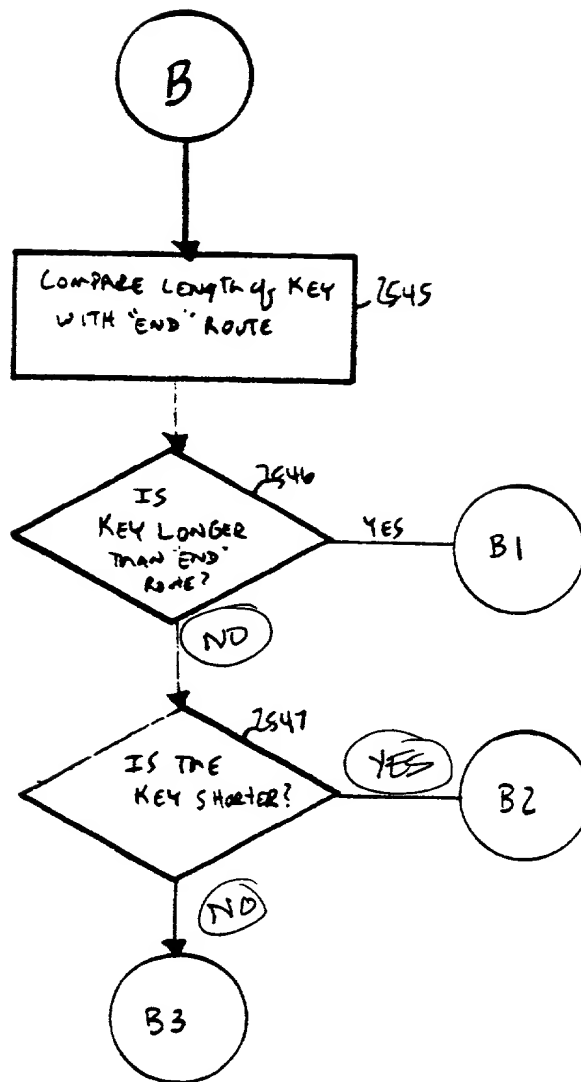 B
COMPARE LENGTH of KEY
WITH "END" ROUTE
2545
2546
IS
KEY LONGER
THAN "END"
ROUTE?
YES
B1
NO
2547
IS THE
KEY SHORTER?
YES
B2
NO
B3